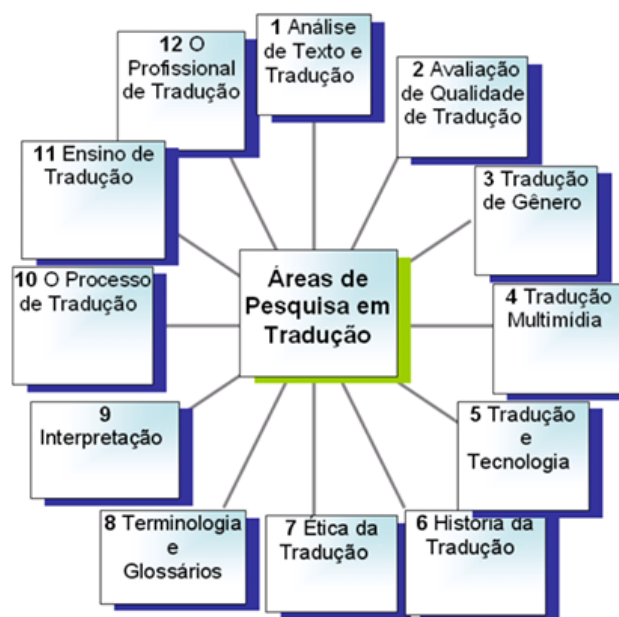 1 Análise
de Texto e
Tradução
2 Avaliação
de Qualidade
de Tradução
3 Tradução
de Gênero
4 Tradução
Multimídia
5 Tradução
e
Tecnologia
6 História da
Tradução
7 Ética da
Tradução
8 Terminologia
e
Glossários
9
Interpretação
10 O Processo
de Tradução
11 Ensino de
Tradução
12 O
Profissional
de Tradução
Áreas de
Pesquisa em
Tradução